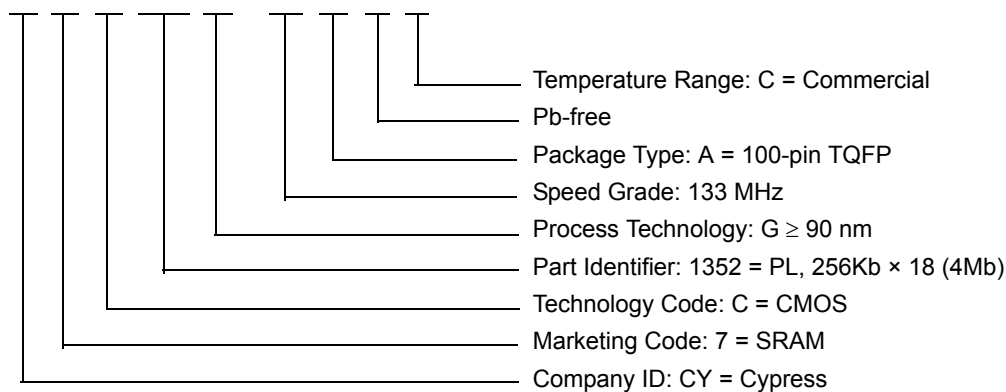 Temperature Range: C = Commercial
Pb-free
Package Type: A = 100-pin TQFP
Speed Grade: 133 MHz
Process Technology: G ≥ 90 nm
Part Identifier: 1352 = PL, 256Kb × 18 (4Mb)
Technology Code: C = CMOS
Marketing Code: 7 = SRAM
Company ID: CY = Cypress